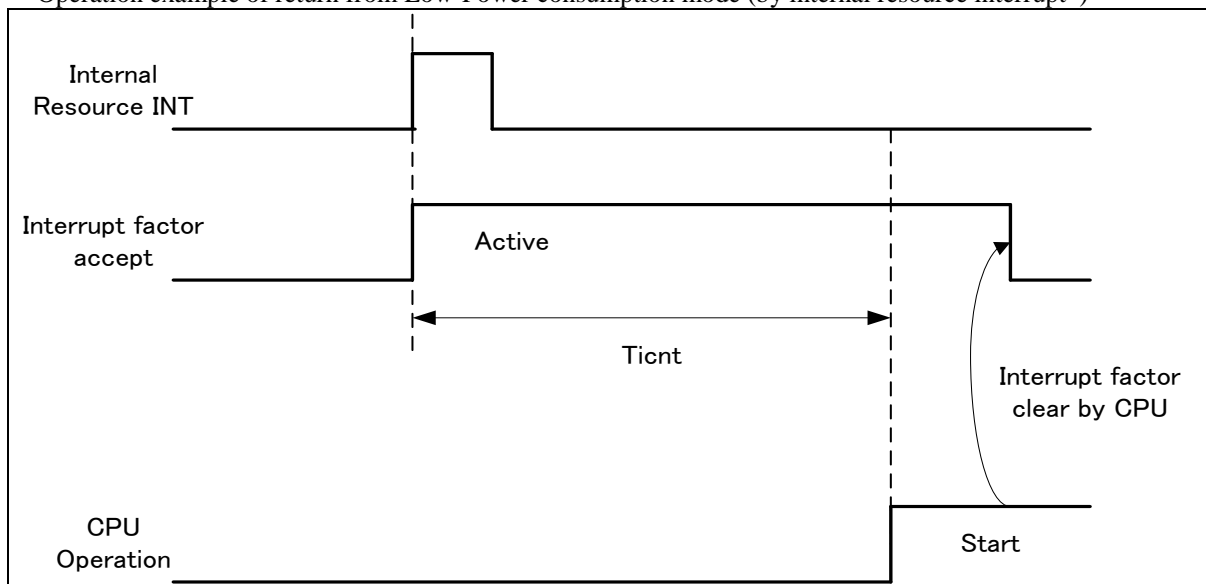 Operation example of return from Low-Power consumption mode (by internal resource interrupt*)
Internal
Resource INT
Interrupt factor
accept
Active
Ticnt
Interrupt factor
clear by CPU
CPU
Operation
Start